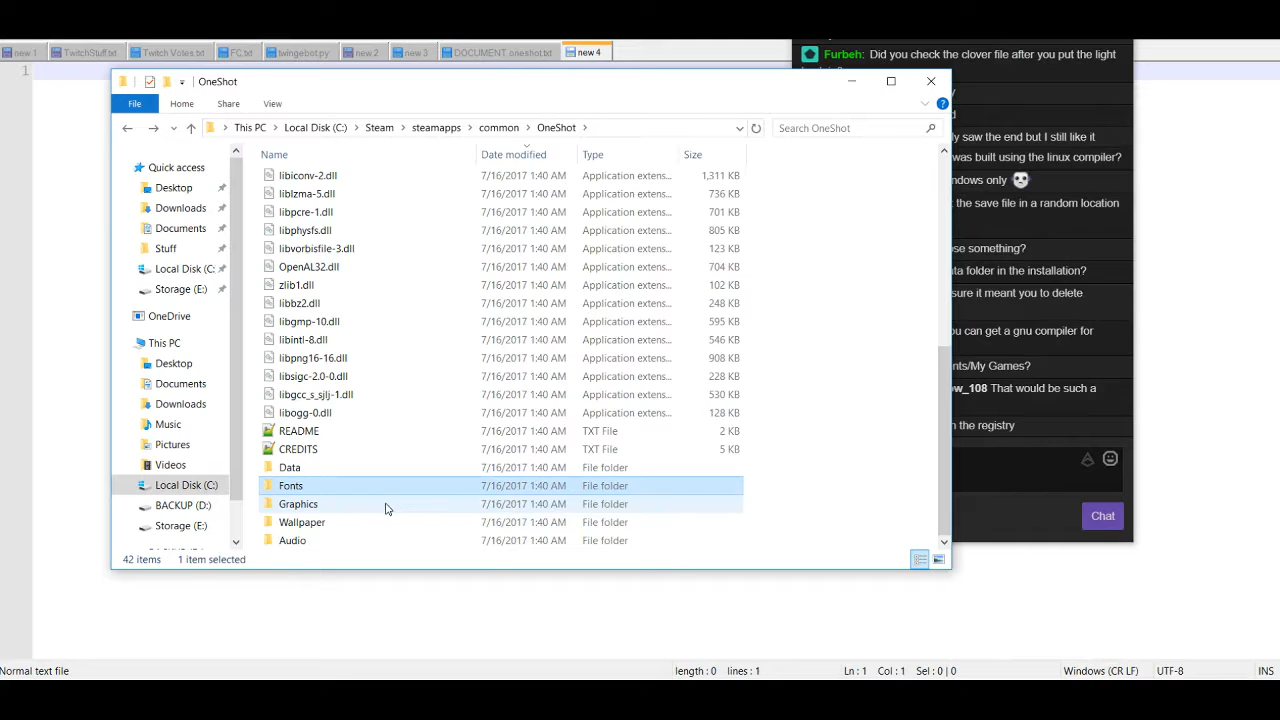 new 1
TwitchStuff.txt
Twitch Votes.txt
FC.txt
twingebot.py
new 2
new 3
DOCUMENT oneshot.txt
new 4
1
Furbeh: Did you check the clover file after you put the light
ly saw the end but I still like it
was built using the linux compiler?
ndows only
t the save file in a random location
ose something?
ata folder in the installation?
sure it meant you to delete
ou can get a gnu compiler for
ents/My Games?
ow_108 That would be such a
n the registry
Chat
OneShot
File
Home
Share
View
This PC
Local Disk (C:)
Steam
steamapps
common
OneShot
Search OneShot
Quick access
Desktop
Downloads
Documents
Stuff
Local Disk (C:
Storage (E:)
OneDrive
This PC
Desktop
Documents
Downloads
Music
Pictures
Videos
Local Disk (C:)
BACKUP (D:)
Storage (E:)
Name Date modified Type Size
libiconv-2.dll 7/16/2017 1:40 AM Application extens... 1,311 KB
liblzma-5.dll 7/16/2017 1:40 AM Application extens... 736 KB
libpcre-1.dll 7/16/2017 1:40 AM Application extens... 701 KB
libphysfs.dll 7/16/2017 1:40 AM Application extens... 805 KB
libvorbisfile-3.dll 7/16/2017 1:40 AM Application extens... 123 KB
OpenAL32.dll 7/16/2017 1:40 AM Application extens... 704 KB
zlib1.dll 7/16/2017 1:40 AM Application extens... 102 KB
libbz2.dll 7/16/2017 1:40 AM Application extens... 248 KB
libgmp-10.dll 7/16/2017 1:40 AM Application extens... 595 KB
libintl-8.dll 7/16/2017 1:40 AM Application extens... 546 KB
libpng16-16.dll 7/16/2017 1:40 AM Application extens... 908 KB
libsigc-2.0-0.dll 7/16/2017 1:40 AM Application extens... 228 KB
libgcc_s_sjlj-1.dll 7/16/2017 1:40 AM Application extens... 530 KB
libogg-0.dll 7/16/2017 1:40 AM Application extens... 128 KB
README 7/16/2017 1:40 AM TXT File 2 KB
CREDITS 7/16/2017 1:40 AM TXT File 5 KB
Data 7/16/2017 1:40 AM File folder
Fonts 7/16/2017 1:40 AM File folder
Graphics 7/16/2017 1:40 AM File folder
Wallpaper 7/16/2017 1:40 AM File folder
Audio 7/16/2017 1:40 AM File folder
42 items 1 item selected
Normal text file length : 0 lines : 1 Ln : 1 Col : 1 Sel : 0 | 0 Windows (CR LF) UTF-8 INS